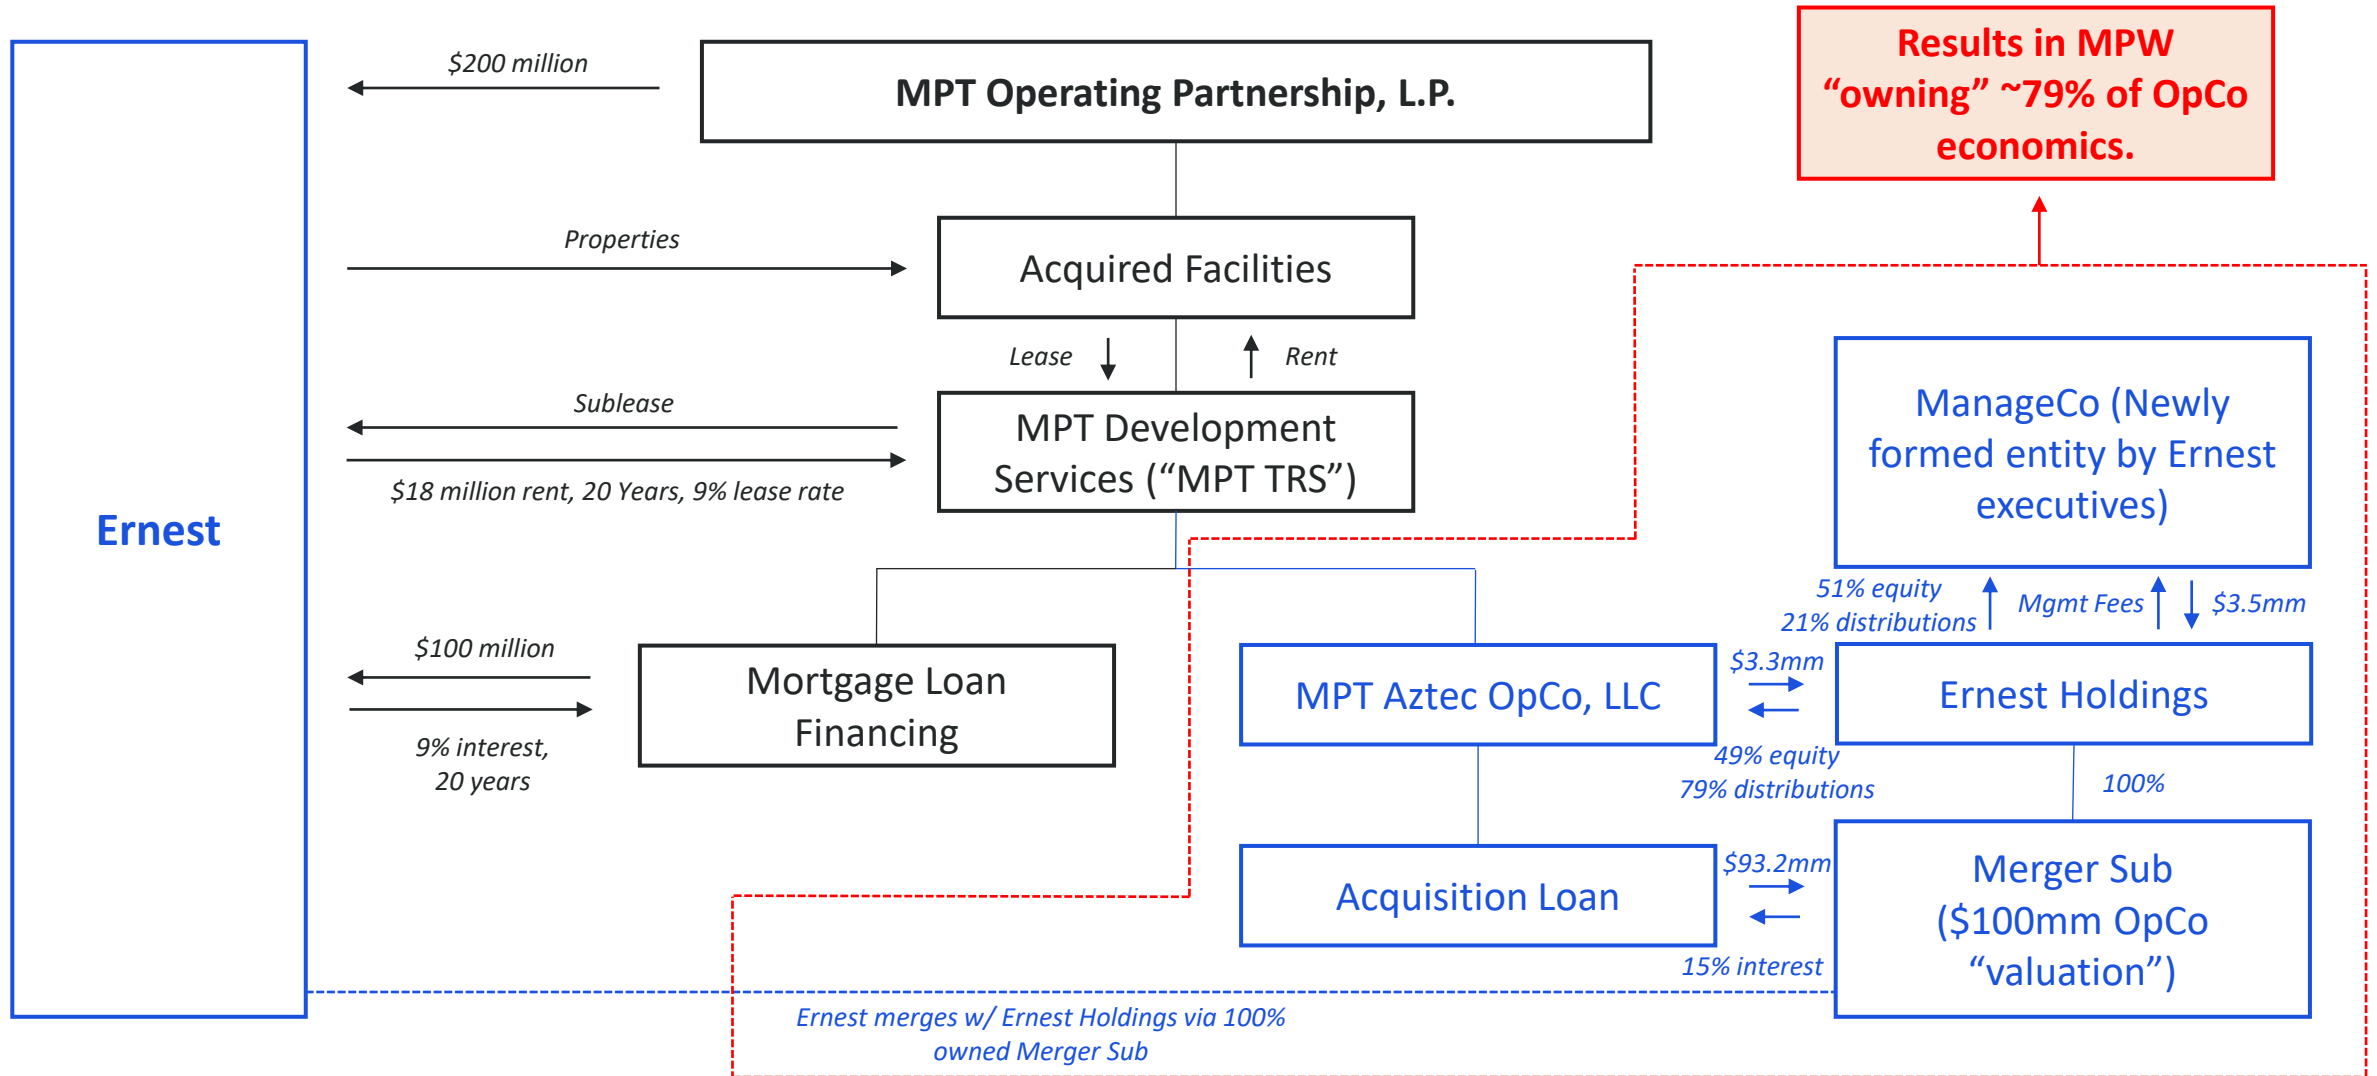 $200 million
MPT Operating Partnership, L.P.
Results in MPW
“owning” ~79% of OpCo
economics.
Properties
Acquired Facilities
Lease
Rent
Sublease
$18 million rent, 20 Years, 9% lease rate
MPT Development
Services (“MPT TRS”)
Ernest
ManageCo (Newly
formed entity by Ernest
executives)
51% equity
21% distributions
Mgmt Fees
$3.5mm
$100 million
9% interest,
20 years
Mortgage Loan
Financing
MPT Aztec OpCo, LLC
$3.3mm
Ernest Holdings
49% equity
79% distributions
100%
Acquisition Loan
$93.2mm
15% interest
Merger Sub
($100mm OpCo
“valuation”)
Ernest merges w/ Ernest Holdings via 100%
owned Merger Sub